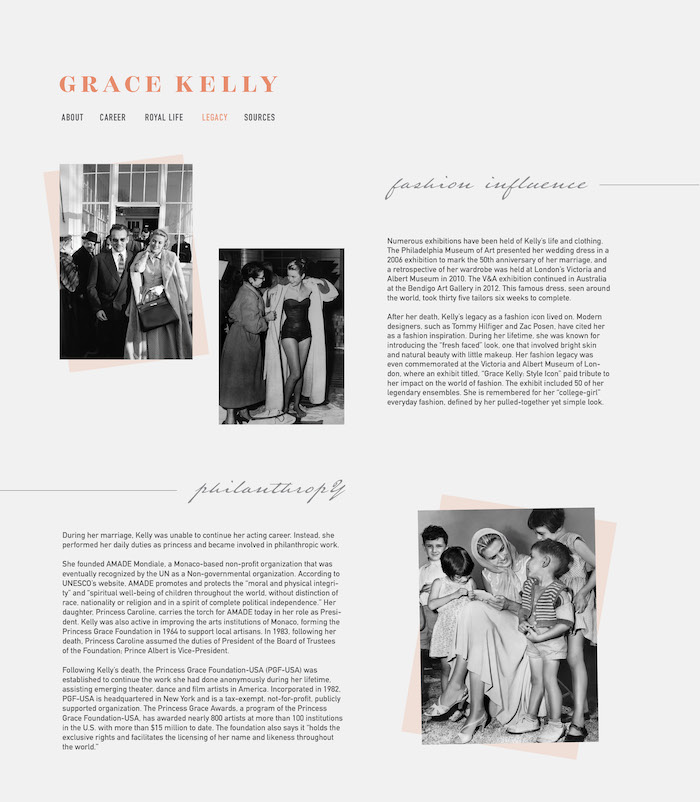 GRACE KELLY
ABOUT CAREER ROYAL LIFE LEGACY SOURCES
fashion influence
Numerous exhibitions have been held of Kelly's life and clothing.
The Philadelphia Museum of Art presented her wedding dress in a
2006 exhibition to mark the 50th anniversary of her marriage, and
a retrospective of her wardrobe was held at London's Victoria and
Albert Museum in 2010. The V&A exhibition continued in Australia
at the Bendigo Art Gallery in 2012. This famous dress, seen around
the world, took thirty five tailors six weeks to complete.
After her death, Kelly's legacy as a fashion icon lived on. Modern
designers, such as Tommy Hilfiger and Zac Posen, have cited her
as a fashion inspiration. During her lifetime, she was known for
introducing the "fresh faced" look, one that involved bright skin
and natural beauty with little makeup. Her fashion legacy was
even commemorated at the Victoria and Albert Museum of Lon-
don, where an exhibit titled, "Grace Kelly: Style Icon" paid tribute to
her impact on the world of fashion. The exhibit included 50 of her
legendary ensembles. She is remembered for her "college-girl"
everyday fashion, defined by her pulled-together yet simple look.
philanthropy
During her marriage, Kelly was unable to continue her acting career. Instead, she
performed her daily duties as princess and became involved in philanthropic work.
She founded AMADE Mondiale, a Monaco-based non-profit organization that was
eventually recognized by the UN as a Non-governmental organization. According to
UNESCO's website, AMADE promotes and protects the "moral and physical integri-
ty" and "spiritual well-being of children throughout the world, without distinction of
race, nationality or religion and in a spirit of complete political independence." Her
daughter, Princess Caroline, carries the torch for AMADE today in her role as Presi-
dent. Kelly was also active in improving the arts institutions of Monaco, forming the
Princess Grace Foundation in 1964 to support local artisans. In 1983, following her
death, Princess Caroline assumed the duties of President of the Board of Trustees
of the Foundation; Prince Albert is Vice-President.
Following Kelly's death, the Princess Grace Foundation-USA (PGF-USA) was
established to continue the work she had done anonymously during her lifetime,
assisting emerging theater, dance and film artists in America. Incorporated in 1982,
PGF-USA is headquartered in New York and is a tax-exempt, not-for-profit, publicly
supported organization. The Princess Grace Awards, a program of the Princess
Grace Foundation-USA, has awarded nearly 800 artists at more than 100 institutions
in the U.S. with more than $15 million to date. The foundation also says it "holds the
exclusive rights and facilitates the licensing of her name and likeness throughout
the world."